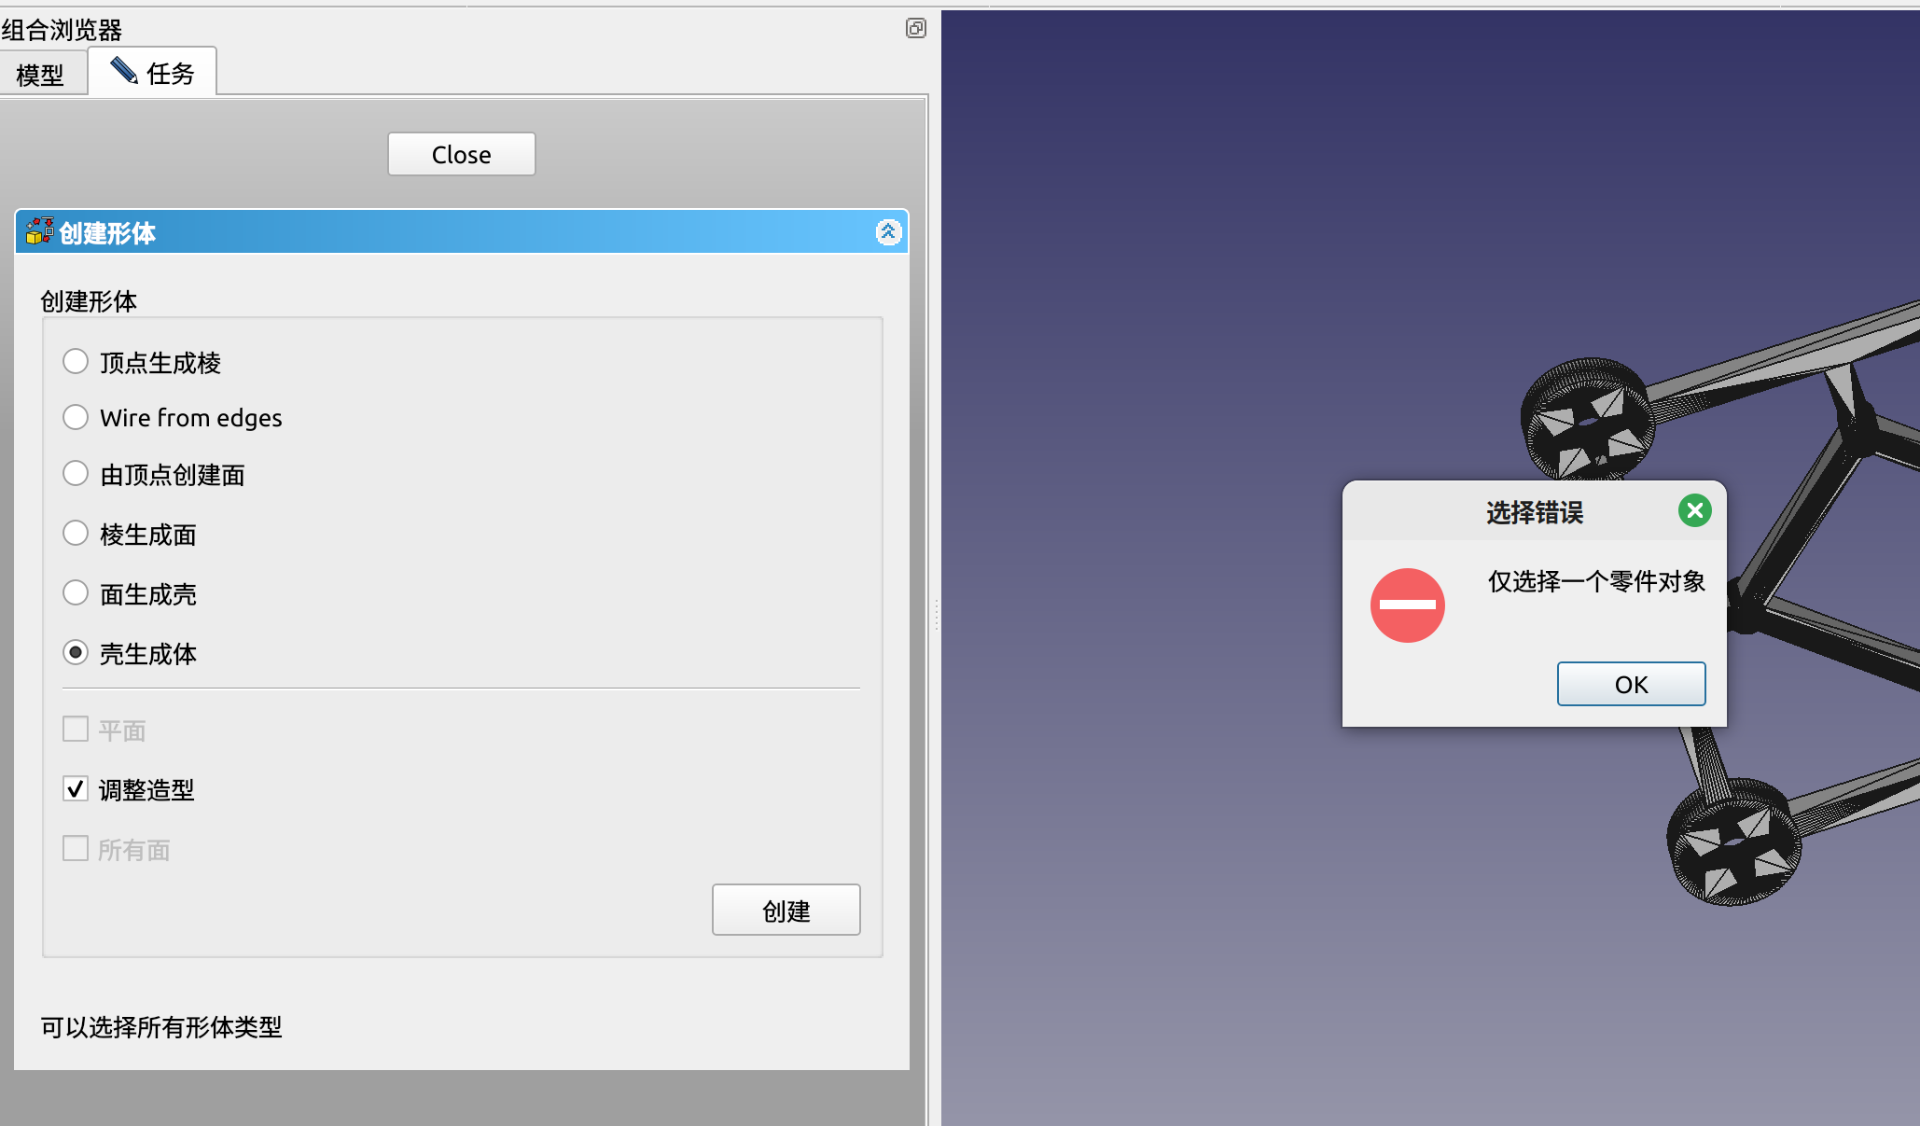 组合浏览器
模型
任务
Close
创建形体
创建形体
顶点生成棱
Wire from edges
由顶点创建面
棱生成面
面生成壳
壳生成体
平面
调整造型
所有面
创建
可以选择所有形体类型
选择错误
仅选择一个零件对象
OK